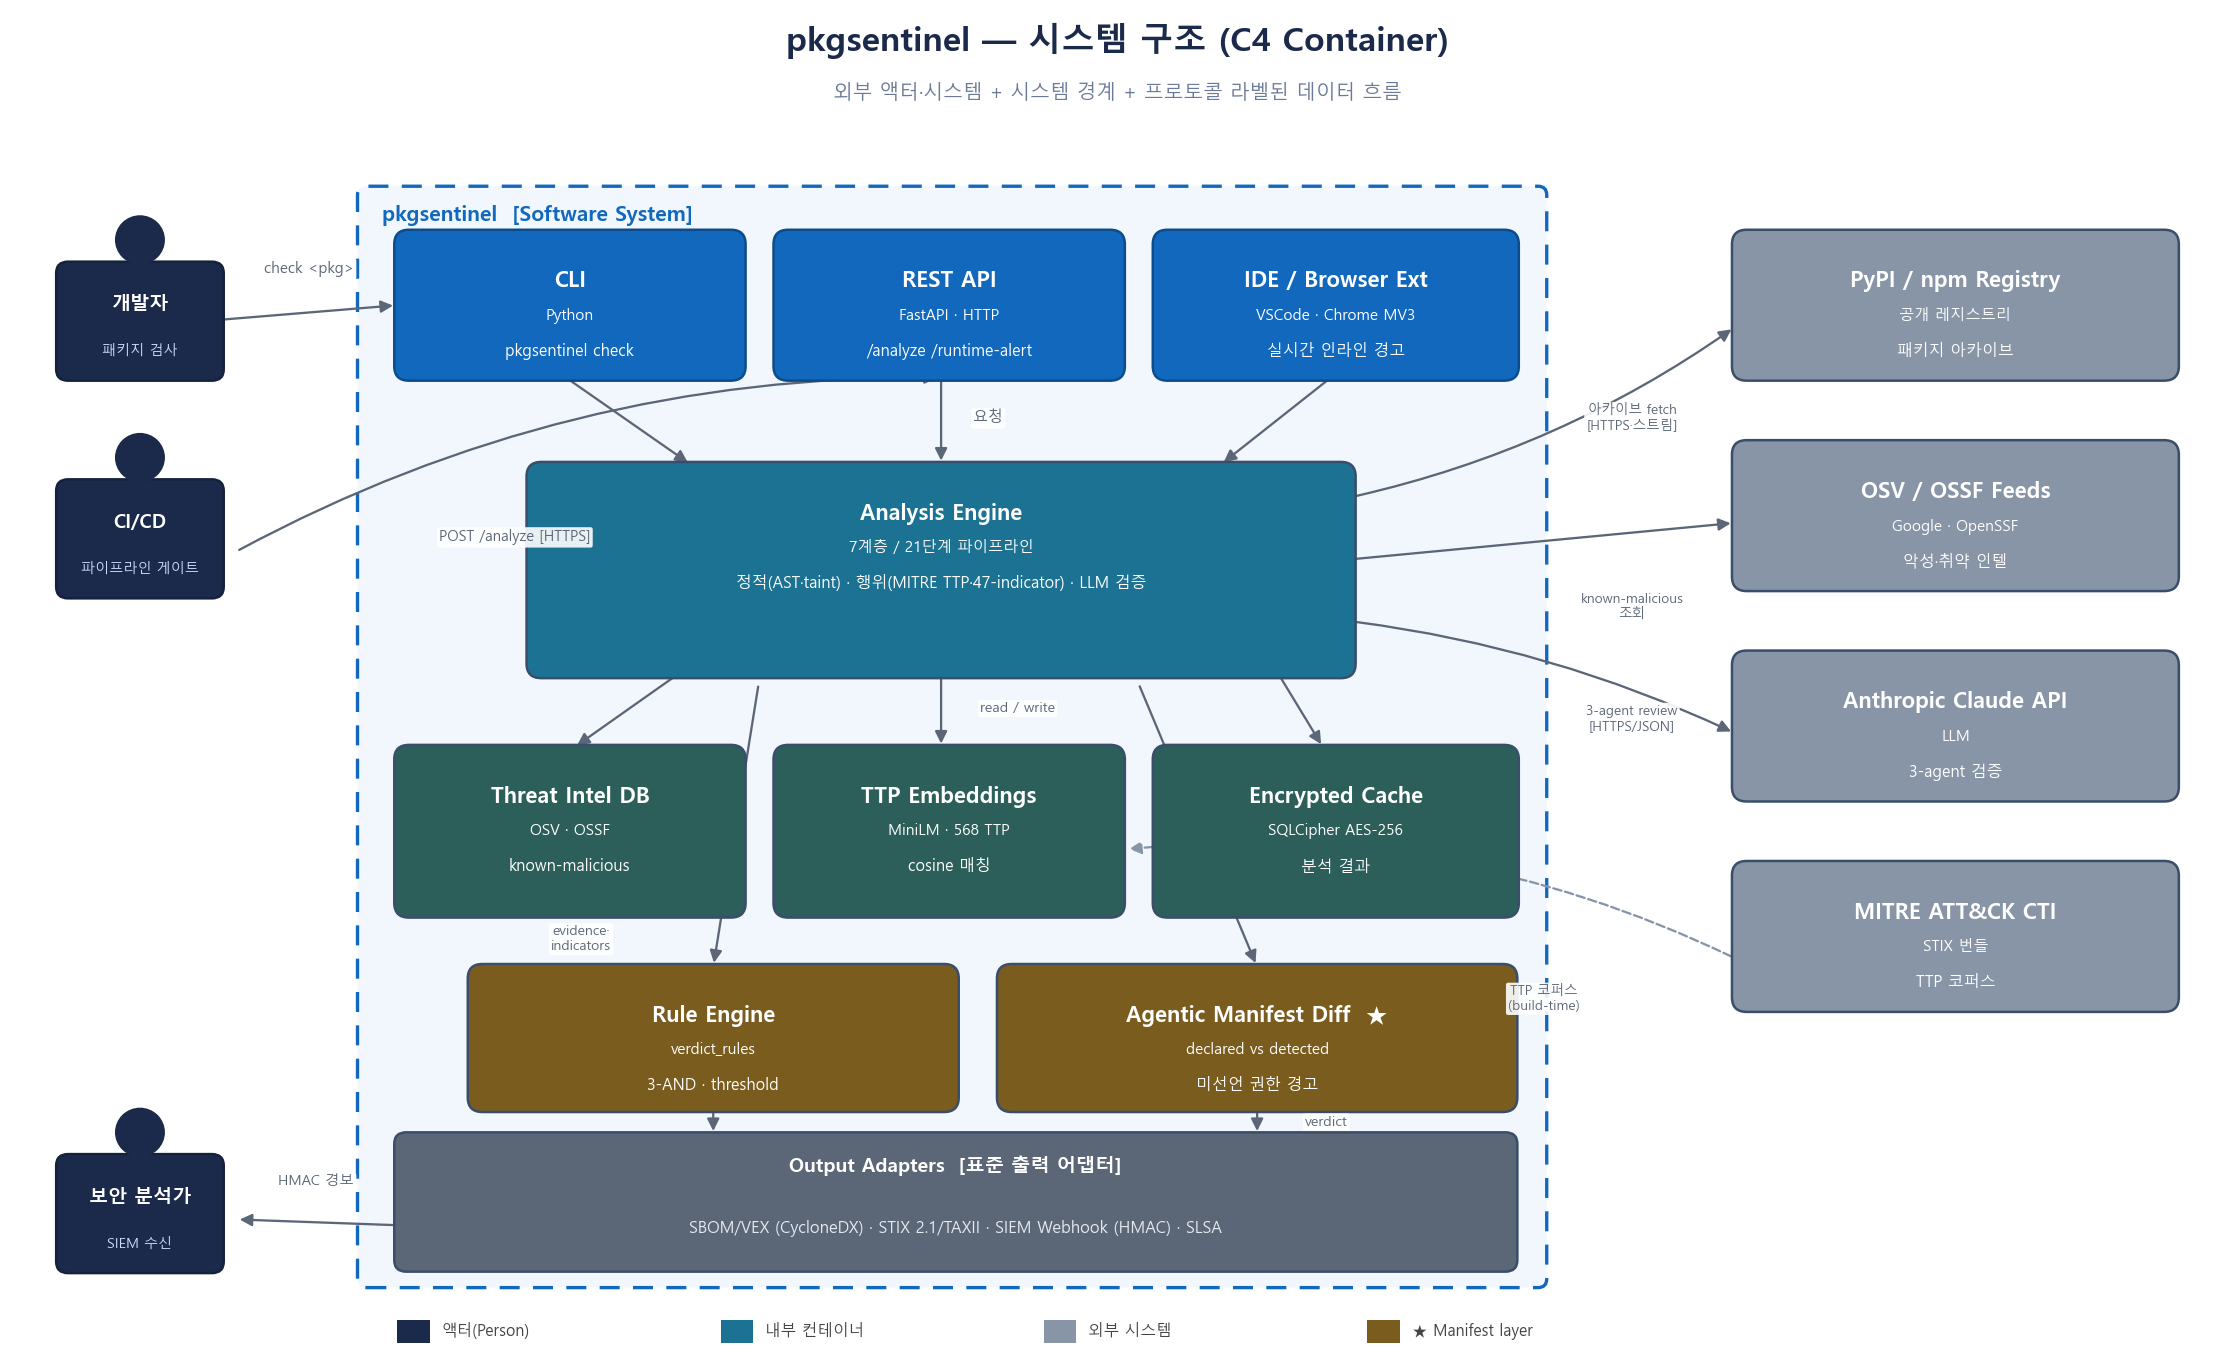 pkgsentinel — 시스템 구조 (C4 Container)
외부 액터·시스템 + 시스템 경계 + 프로토콜 라벨된 데이터 흐름
pkgsentinel [Software System]
개발자
패키지 검사
check <pkg>
CLI
Python
pkgsentinel check
REST API
FastAPI · HTTP
/analyze /runtime-alert
IDE / Browser Ext
VSCode · Chrome MV3
실시간 인라인 경고
PyPI / npm Registry
공개 레지스트리
패키지 아카이브
요청
아카이브 fetch
[HTTPS·스트림]
CI/CD
파이프라인 게이트
POST /analyze [HTTPS]
Analysis Engine
7계층 / 21단계 파이프라인
정적(AST·taint) · 행위(MITRE TTP·47-indicator) · LLM 검증
OSV / OSSF Feeds
Google · OpenSSF
악성·취약 인텔
known-malicious
조회
read / write
3-agent review
[HTTPS/JSON]
Anthropic Claude API
LLM
3-agent 검증
Threat Intel DB
OSV · OSSF
known-malicious
TTP Embeddings
MiniLM · 568 TTP
cosine 매칭
Encrypted Cache
SQLCipher AES-256
분석 결과
MITRE ATT&CK CTI
STIX 번들
TTP 코퍼스
evidence·
indicators
TTP 코퍼스
(build-time)
Rule Engine
verdict_rules
3-AND · threshold
Agentic Manifest Diff ★
declared vs detected
미선언 권한 경고
verdict
보안 분석가
SIEM 수신
HMAC 경보
Output Adapters [표준 출력 어댑터]
SBOM/VEX (CycloneDX) · STIX 2.1/TAXII · SIEM Webhook (HMAC) · SLSA
액터(Person)
내부 컨테이너
외부 시스템
★ Manifest layer